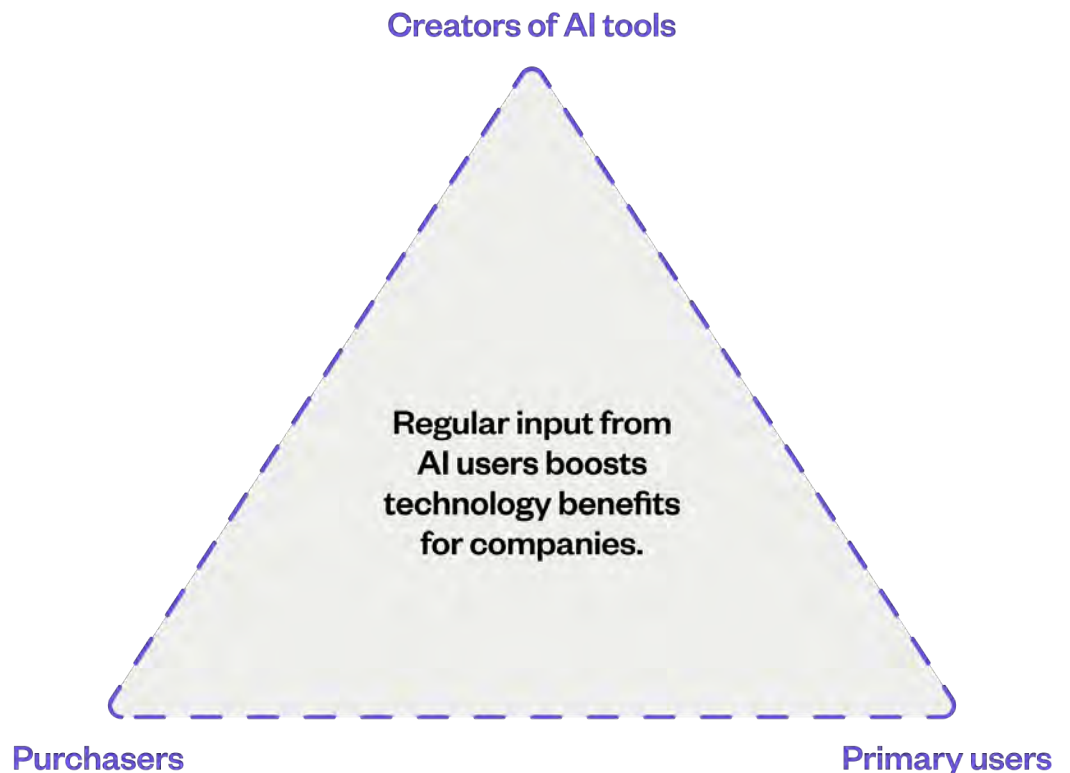 Creators of AI tools
Regular input from
AI users boosts
technology benefits
for companies.
Purchasers
Primary users